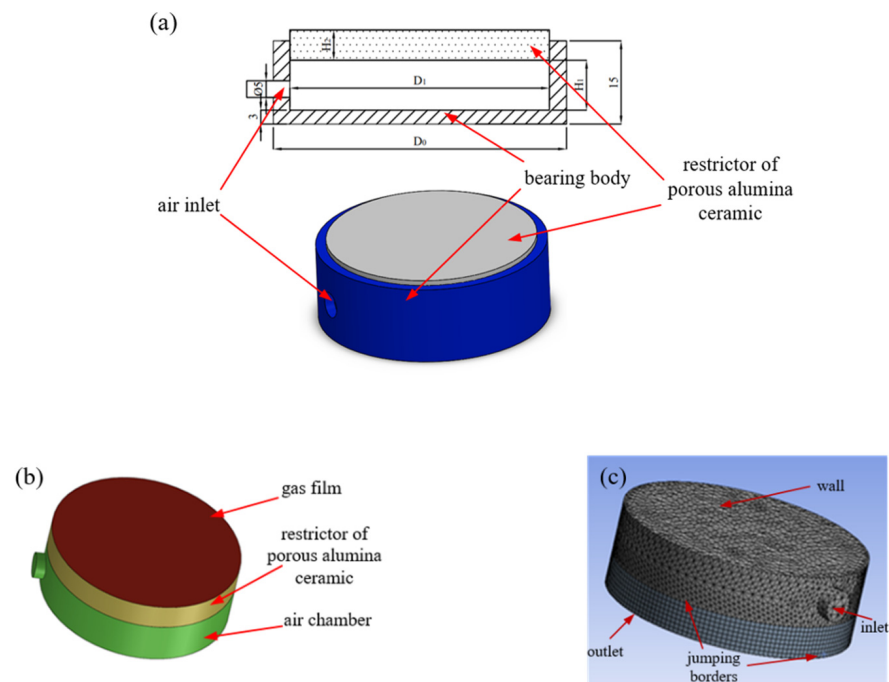 (a)
H₂
D₁
H₁
15
Ø5
3
D₀
air inlet
bearing body
restrictor of
porous alumina
ceramic
(b)
gas film
restrictor of
porous alumina
ceramic
air chamber
(c)
wall
inlet
outlet
jumping
borders